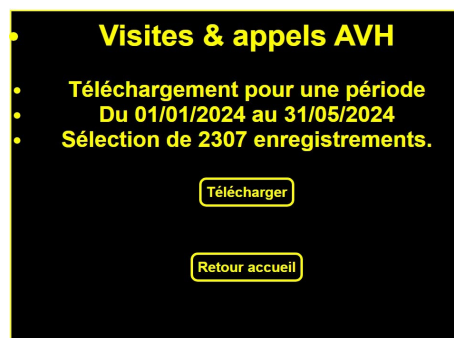 Visites & appels AVH
Téléchargement pour une période
Du 01/01/2024 au 31/05/2024
Sélection de 2307 enregistrements.
Télécharger
Retour accueil